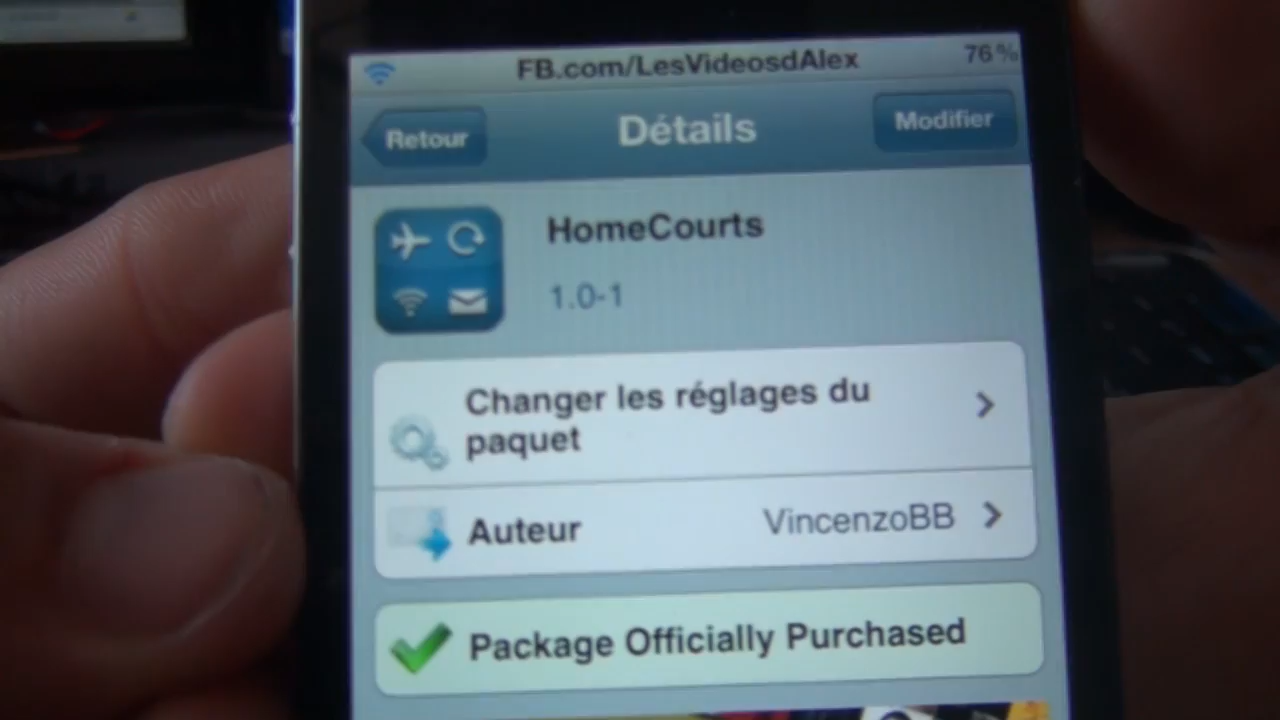 FB.com/LesVideosdAlex 76%
Retour Détails Modifier
HomeCourts
1.0-1
Changer les réglages du
paquet
Auteur VincenzoBB
Package Officially Purchased